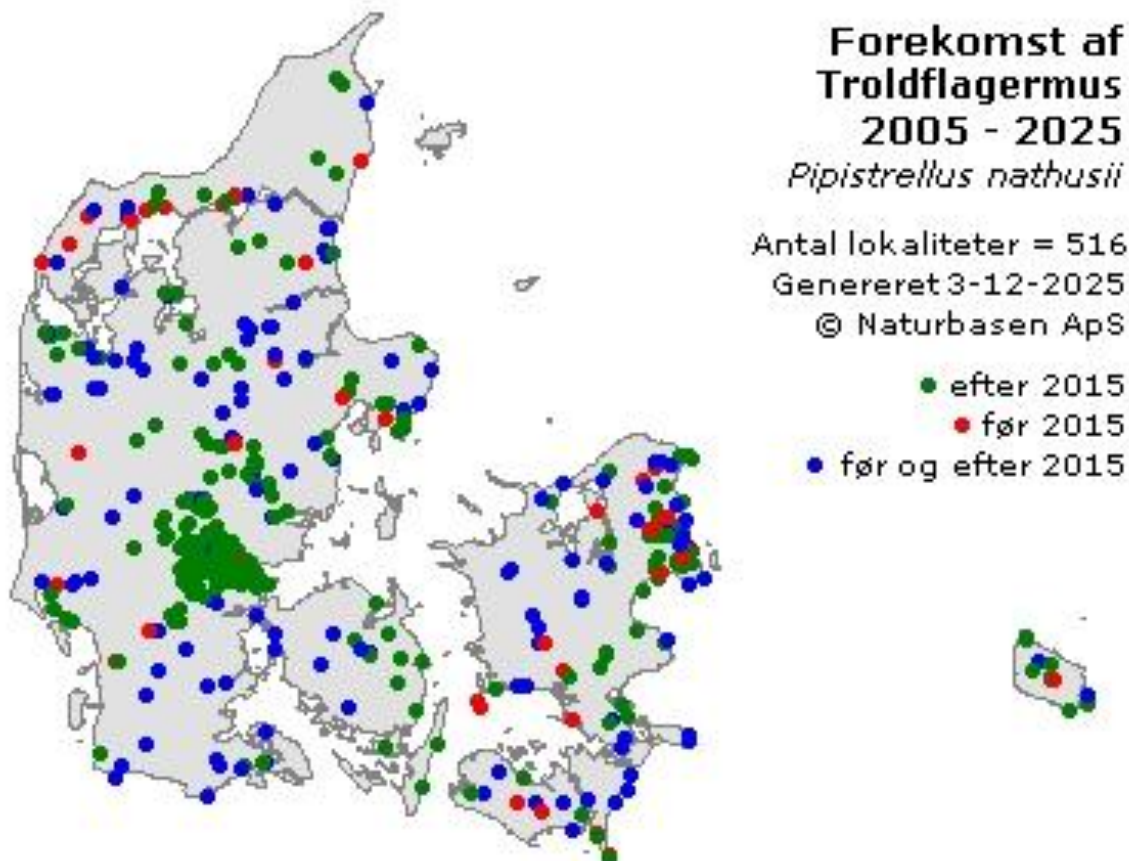 Forekomst af
Troldflagermus
2005 - 2025
Pipistrellus nathusii
Antal lokaliteter = 516
Genereret 3-12-2025
© Naturbasen ApS
efter 2015
før 2015
før og efter 2015